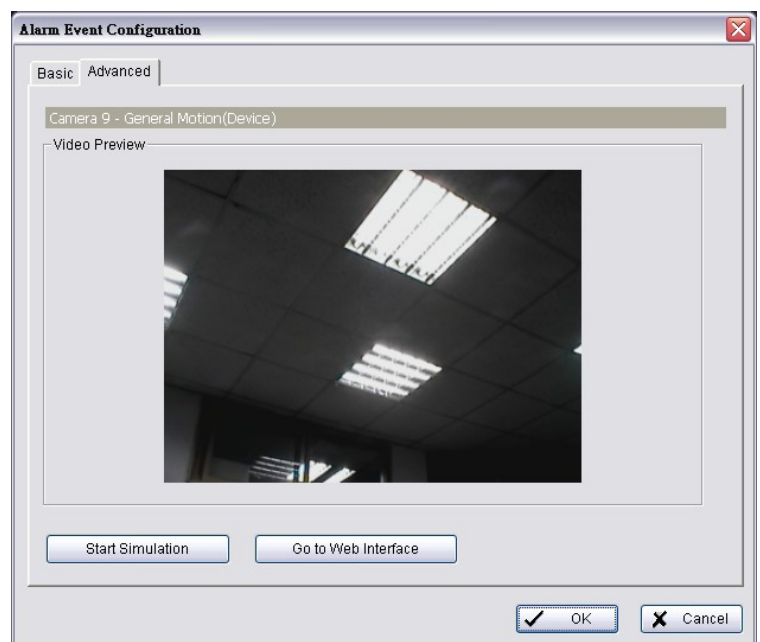 Alarm Event Configuration
Basic Advanced
Camera 9 - General Motion(Device)
Video Preview
Start Simulation Go to Web Interface
OK Cancel